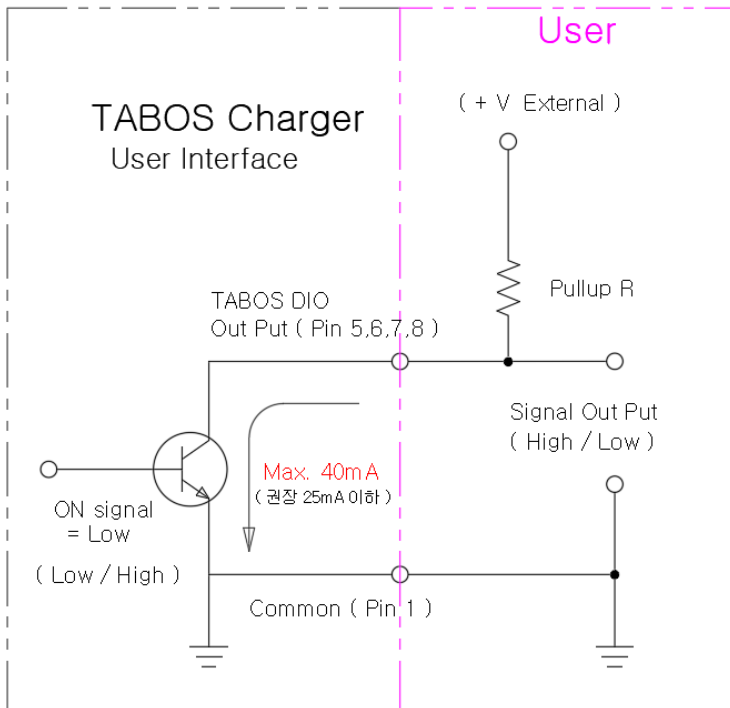 User
TABOS Charger
User Interface
( + V External )
Pullup R
TABOS DIO
Out Put ( Pin 5,6,7,8 )
Signal Out Put
( High / Low )
Max. 40mA
( 권장 25mA 이하 )
ON signal
= Low
( Low / High )
Common ( Pin 1 )